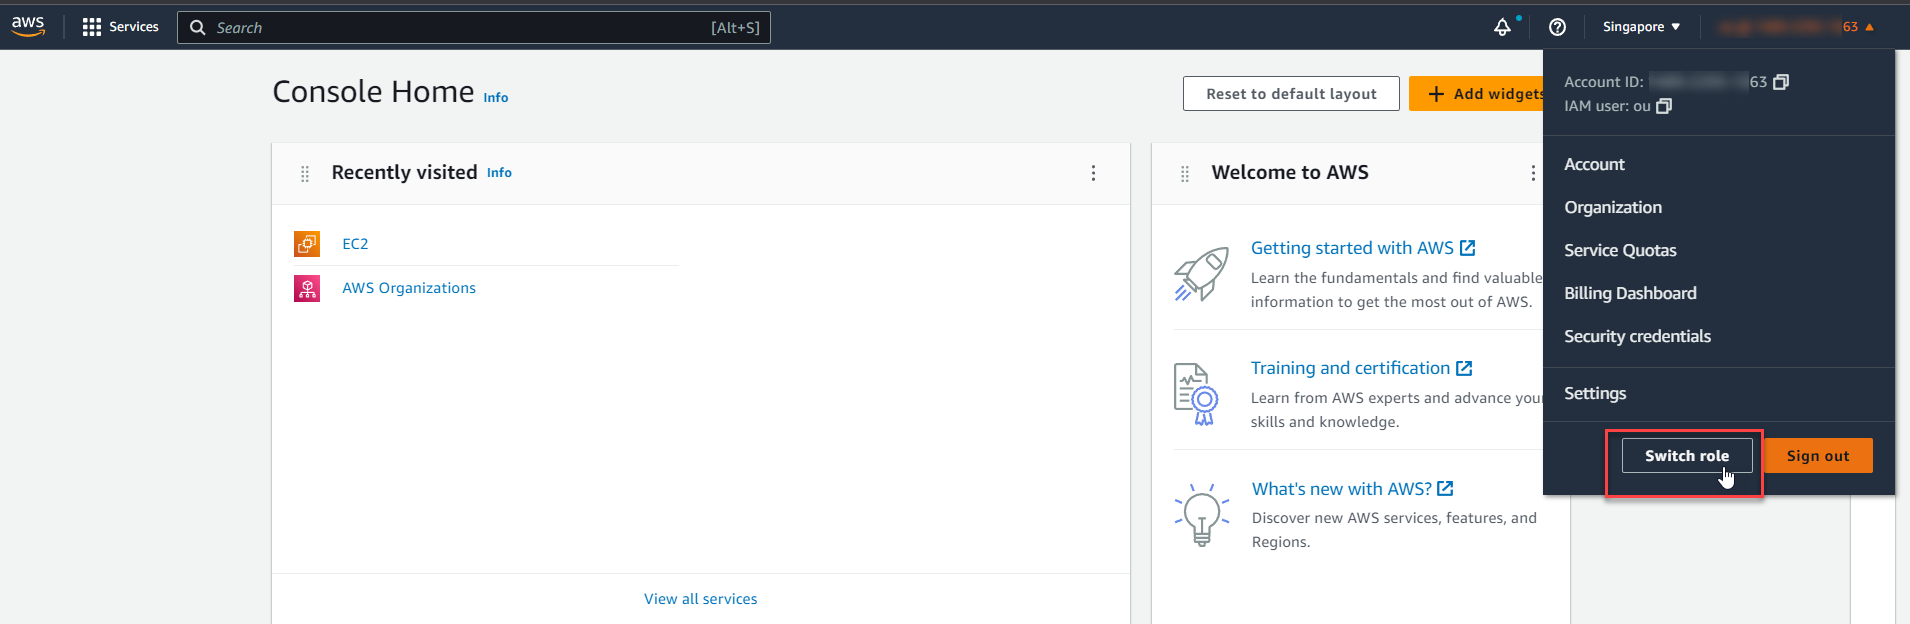 aws
Services
Search
[Alt+S]
Singapore
63
Console Home Info
Reset to default layout
Add widgets
Account ID: 63
IAM user: ou
Account
Organization
Service Quotas
Billing Dashboard
Security credentials
Settings
Switch role
Sign out
Recently visited Info
EC2
AWS Organizations
View all services
Welcome to AWS
Getting started with AWS
Learn the fundamentals and find valuable
information to get the most out of AWS.
Training and certification
Learn from AWS experts and advance your
skills and knowledge.
What's new with AWS?
Discover new AWS services, features, and
Regions.